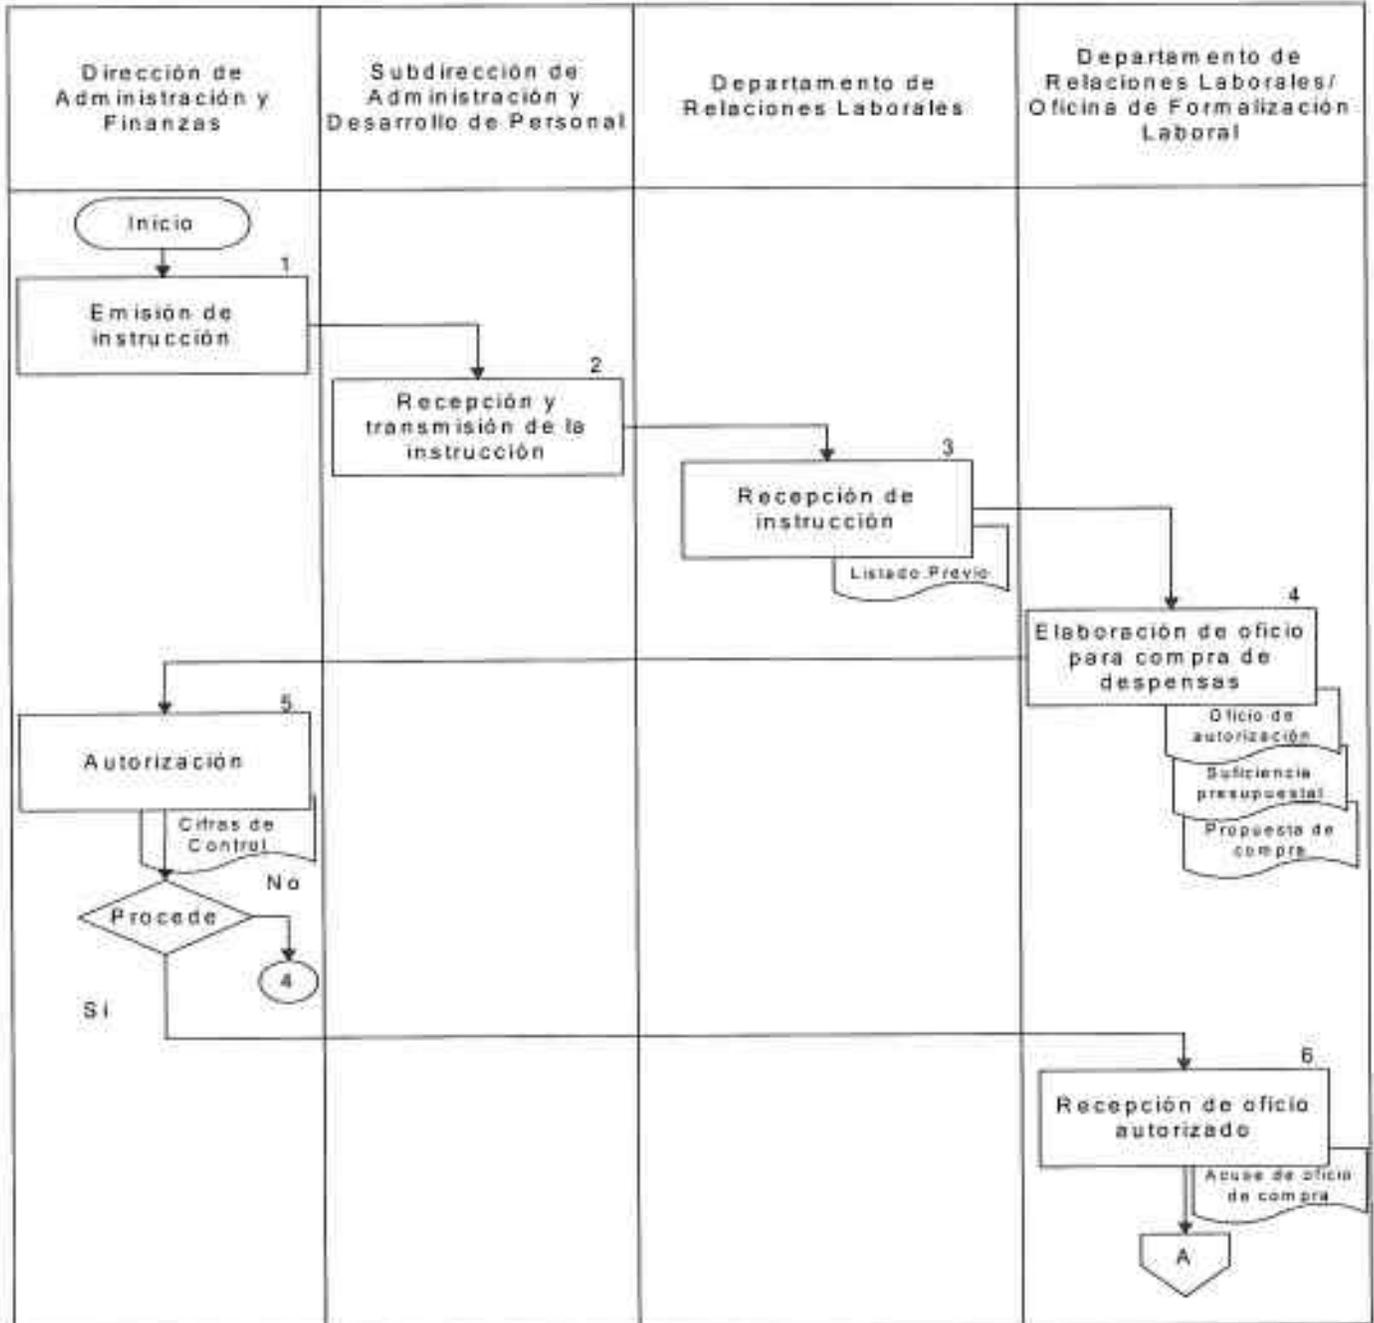 Dirección de
Administración y
Finanzas
Subdirección de
Administración y
Desarrollo de Personal
Departamento de
Relaciones Laborales
Departamento de
Relaciones Laborales/
Oficina de Formalización
Laboral
Inicio
1
Emisión de
instrucción
2
Recepción y
transmisión de la
instrucción
3
Recepción de
instrucción
Listado Previo
4
Elaboración de oficio
para compra de
despensas
Oficio de
autorización
Suficiencia
presupuestal
Propuesta de
compra
5
Autorización
Cifras de
Control
No
Procede
4
Sí
6
Recepción de oficio
autorizado
Acuse de oficio
de compra
A